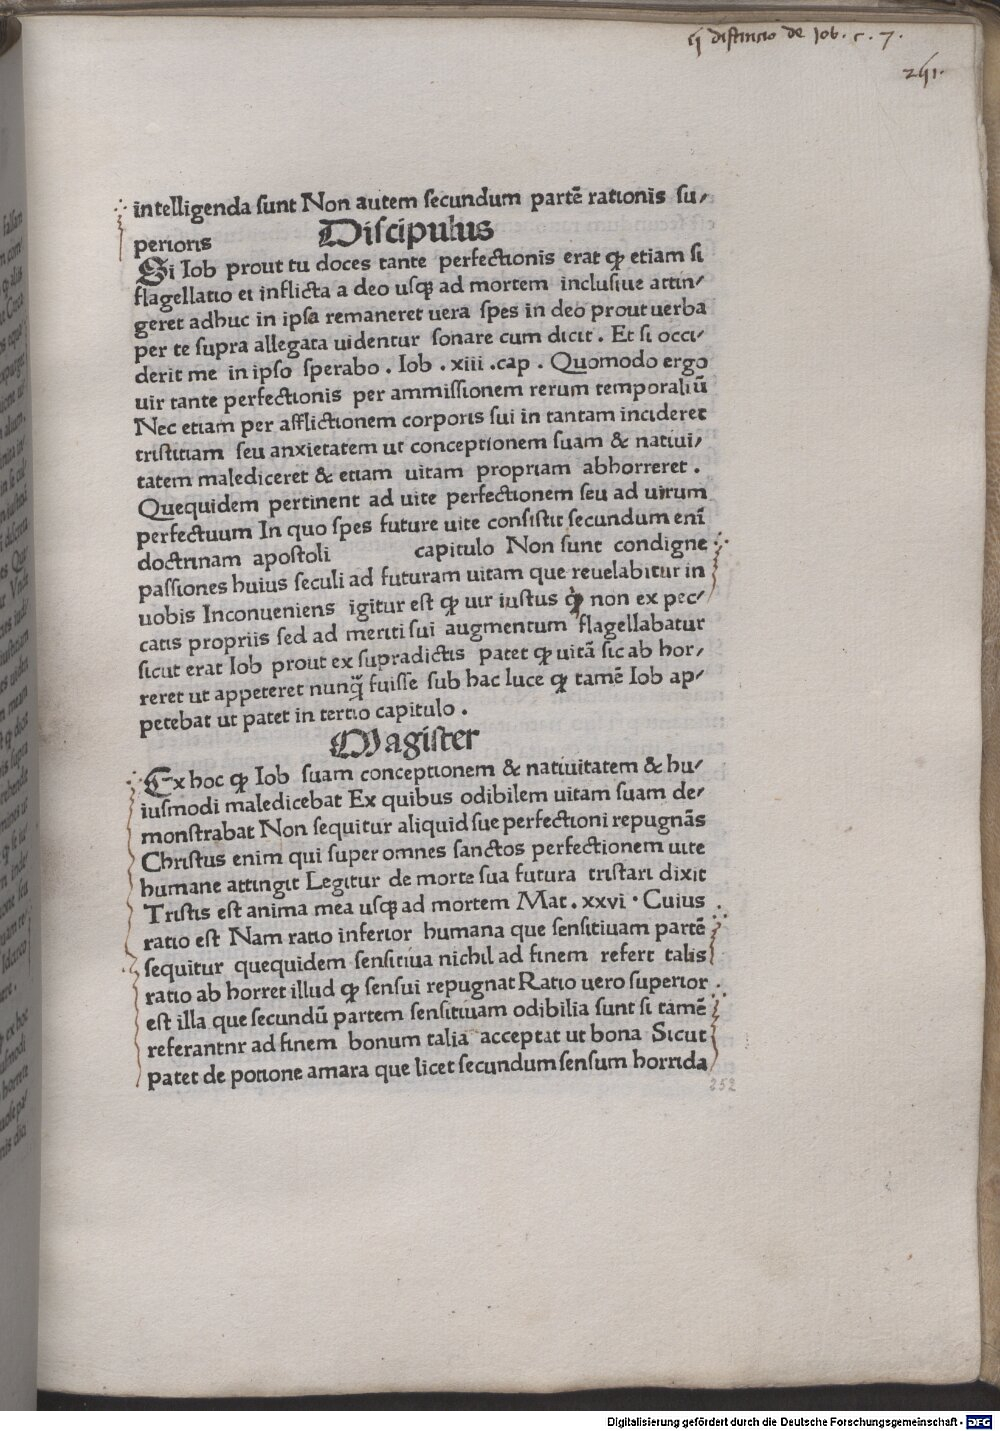 ij distinctio de Job. c. 7.
241.
intelligenda sunt Non autem secundum partē rationis su/
perioris
Discipulus
Si Iob prout tu doces tante perfectionis erat ꝙ etiam si
flagellatio ei inflicta a deo usqꝫ ad mortem inclusiue attin/
geret adhuc in ipsa remaneret uera spes in deo prout uerba
per te supra allegata uidentur sonare cum dicit . Et si occi/
derit me in ipso sperabo . Iob . xiii .cap . Quomodo ergo
uir tante perfectionis per ammissionem rerum temporaliū
Nec etiam per afflictionem corporis sui in tantam incideret
tristitiam seu anxietatem ut conceptionem suam & natiui/
tatem malediceret & etiam uitam propriam abhorreret .
Quequidem pertinent ad uite perfectionem seu ad uirum
perfectuum In quo spes future uite consistit secundum enī
doctrinam apostoli capitulo Non sunt condigne
passiones huius seculi ad futuram uitam que reuelabitur in
uobis Inconueniens igitur est ꝙ uir iustus ꝙ non ex pec/
catis propriis sed ad meriti sui augmentum flagellabatur
sicut erat Iob prout ex supradictis patet ꝙ uitā sic ab hor/
reret ut appeteret nunꝗ̄ fuisse sub hac luce ꝙ tamē Iob ap/
petebat ut patet in tertio capitulo .
Magister
Ex hoc ꝙ Iob suam conceptionem & natiuitatem & hu/
iusmodi maledicebat Ex quibus odibilem uitam suam de/
monstrabat Non sequitur aliquid sue perfectioni repugnās
Christus enim qui super omnes sanctos perfectionem uite
humane attingit Legitur de morte sua futura tristari dixit
Tristis est anima mea usqꝫ ad mortem Mat . xxvi · Cuius
ratio est Nam ratio inferior humana que sensitiuam partē
sequitur quequidem sensitiua nichil ad finem refert talis
ratio ab horret illud ꝙ sensui repugnat Ratio uero superior
est illa que secundū partem sensitiuam odibilia sunt si tamē
referantnr ad finem bonum talia acceptat ut bona Sicut
patet de potione amara que licet secundum sensum horrida
252
Digitalisierung gefördert durch die Deutsche Forschungsgemeinschaft - DFG